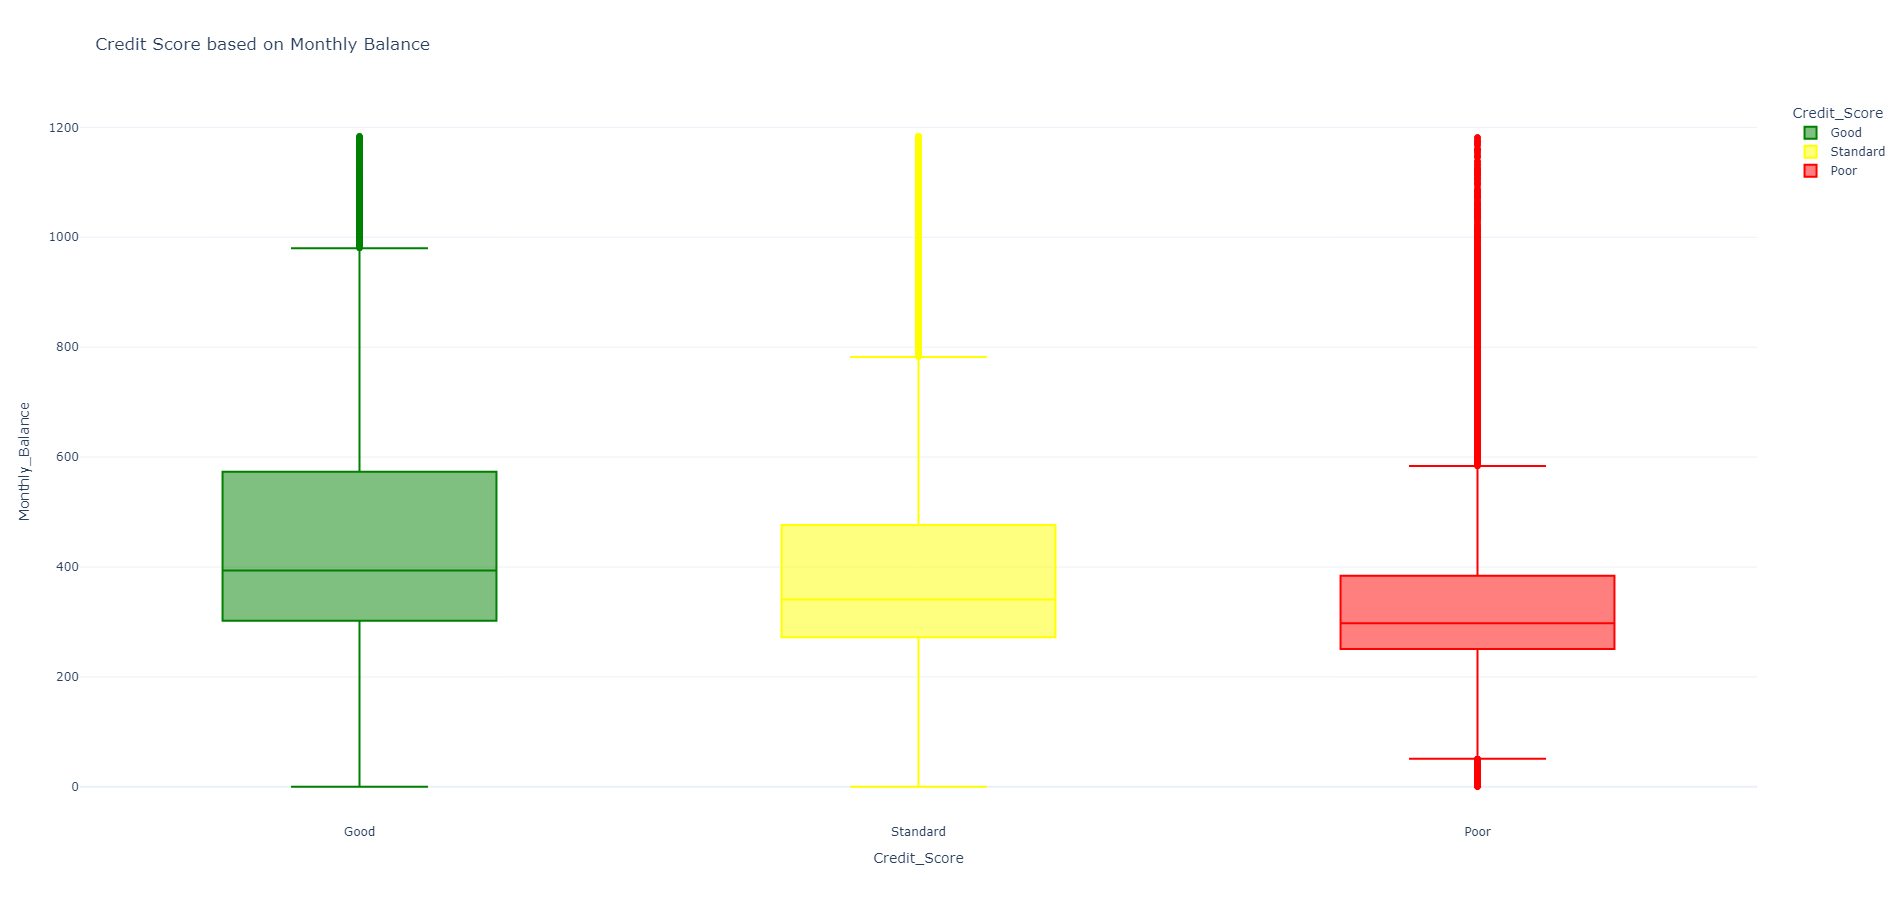 Credit Score based on Monthly Balance
Credit_Score
Good
Standard
Poor
1200
1000
800
600
400
200
0
Monthly_Balance
Good
Standard
Poor
Credit_Score